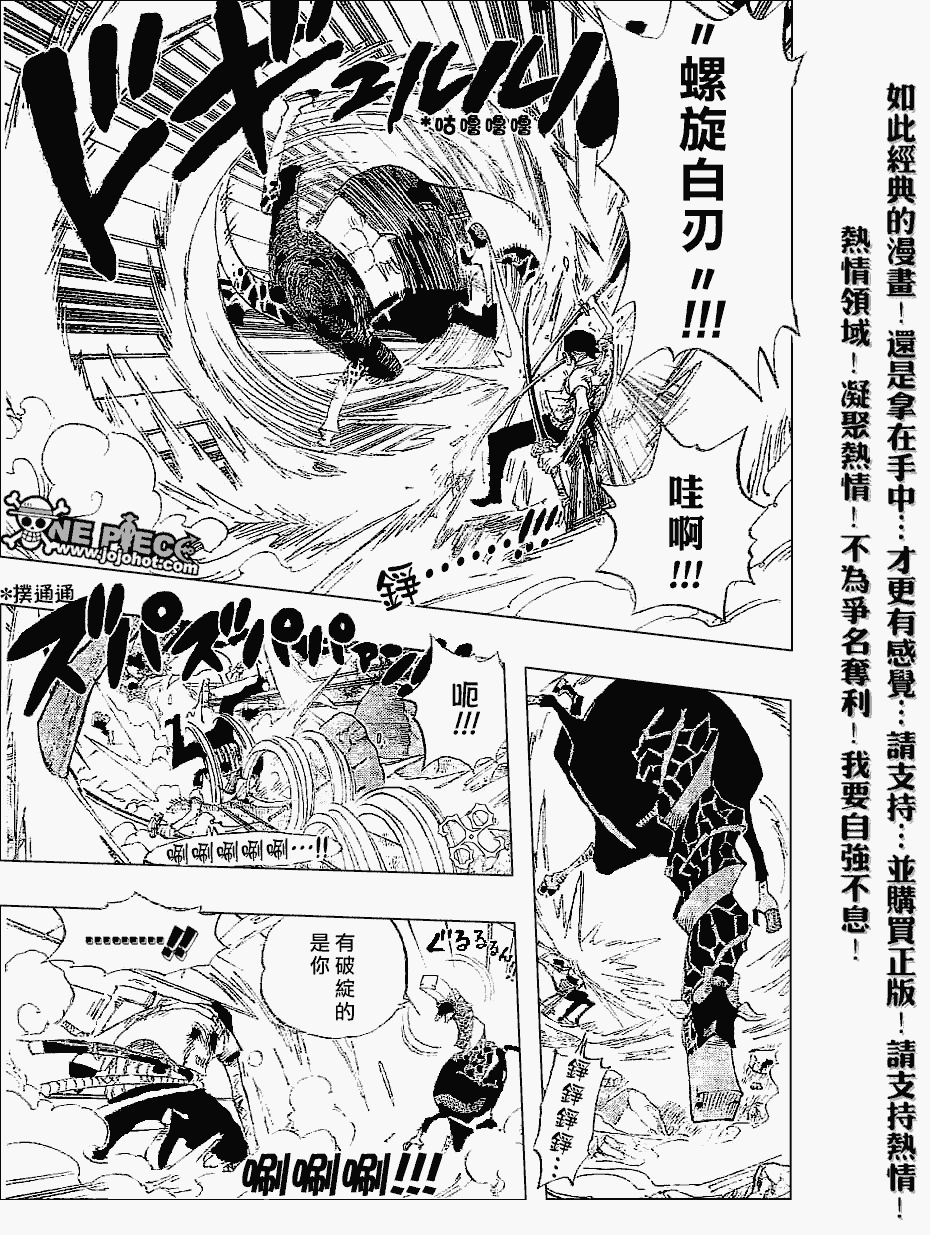 如此經典的漫畫！還是拿在手中…才更有感覺…請支持…並購買正版！請支持熱情！
熱情領域！凝聚熱情！不為爭名奪利！我要自強不息！
"螺旋白刃"!!!
ドギュルルル
*咕嚕嚕嚕
哇啊!!!
錚………!!!
ONE PIECE
www.jojohot.com
*撲通通
ズパズパパパァン
呃!!!
唰唰唰唰唰…!!
錚錚錚錚…
ぐるるるん!!
有破綻的
是你
………!!
唰唰唰!!!